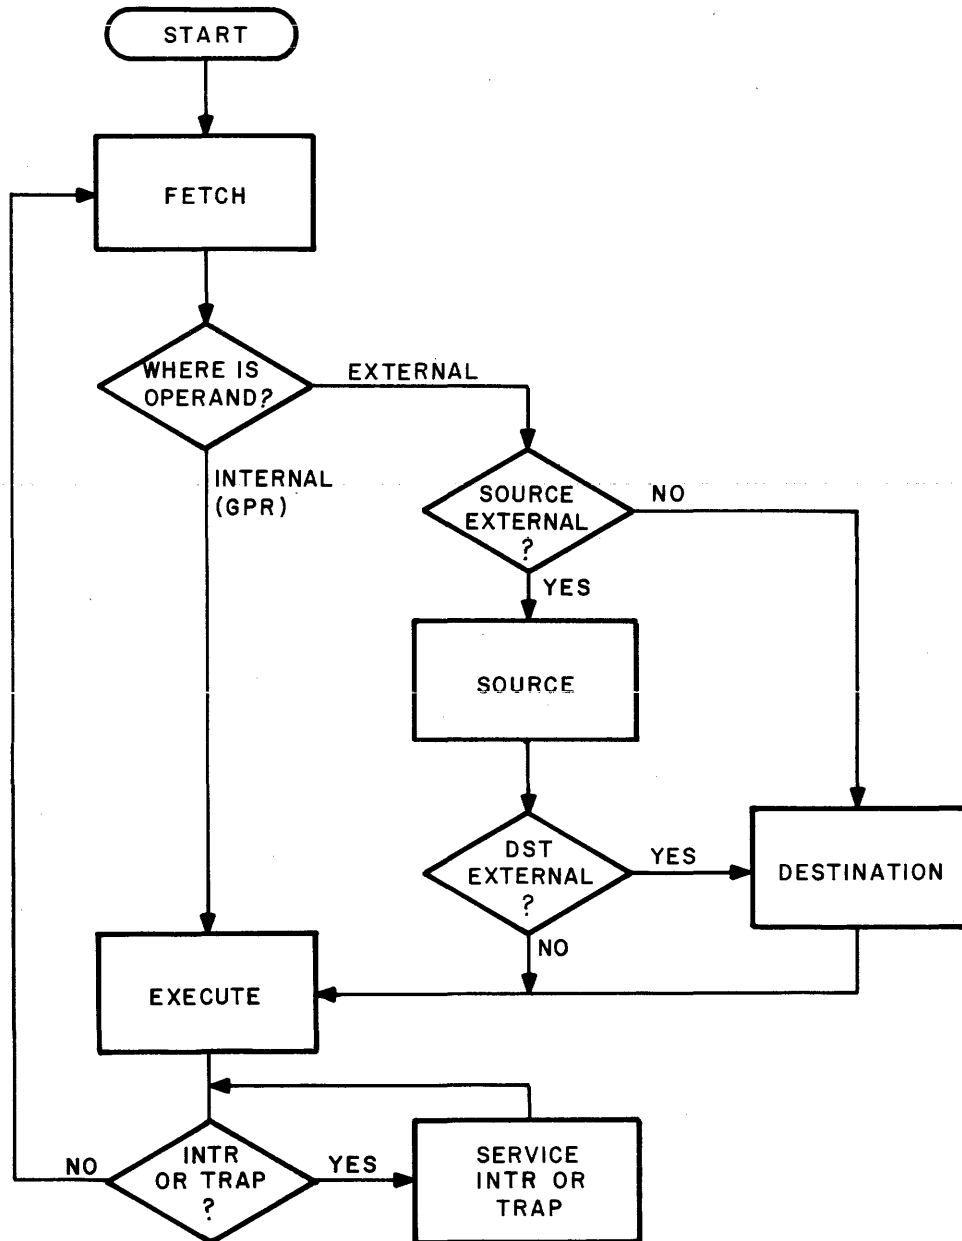 START
FETCH
WHERE IS
OPERAND?
EXTERNAL
INTERNAL
(GPR)
SOURCE
EXTERNAL
?
NO
YES
SOURCE
DST
EXTERNAL
?
YES
DESTINATION
NO
EXECUTE
INTR
OR TRAP
?
NO
YES
SERVICE
INTR OR
TRAP